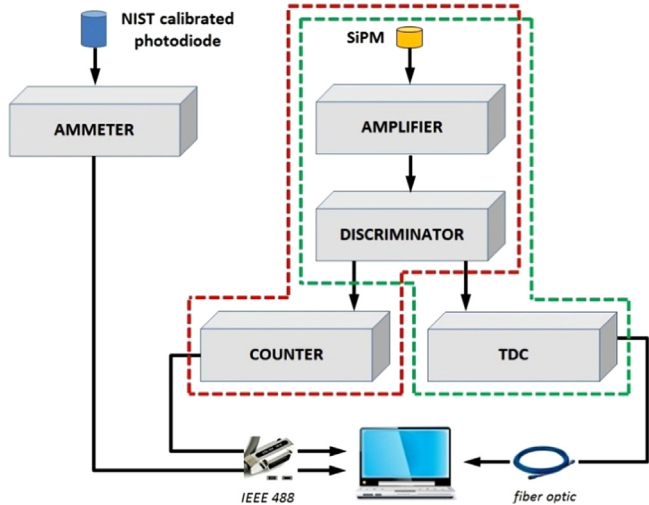 NIST calibrated
photodiode
SiPM
AMMETER
AMPLIFIER
DISCRIMINATOR
COUNTER
TDC
IEEE 488
fiber optic